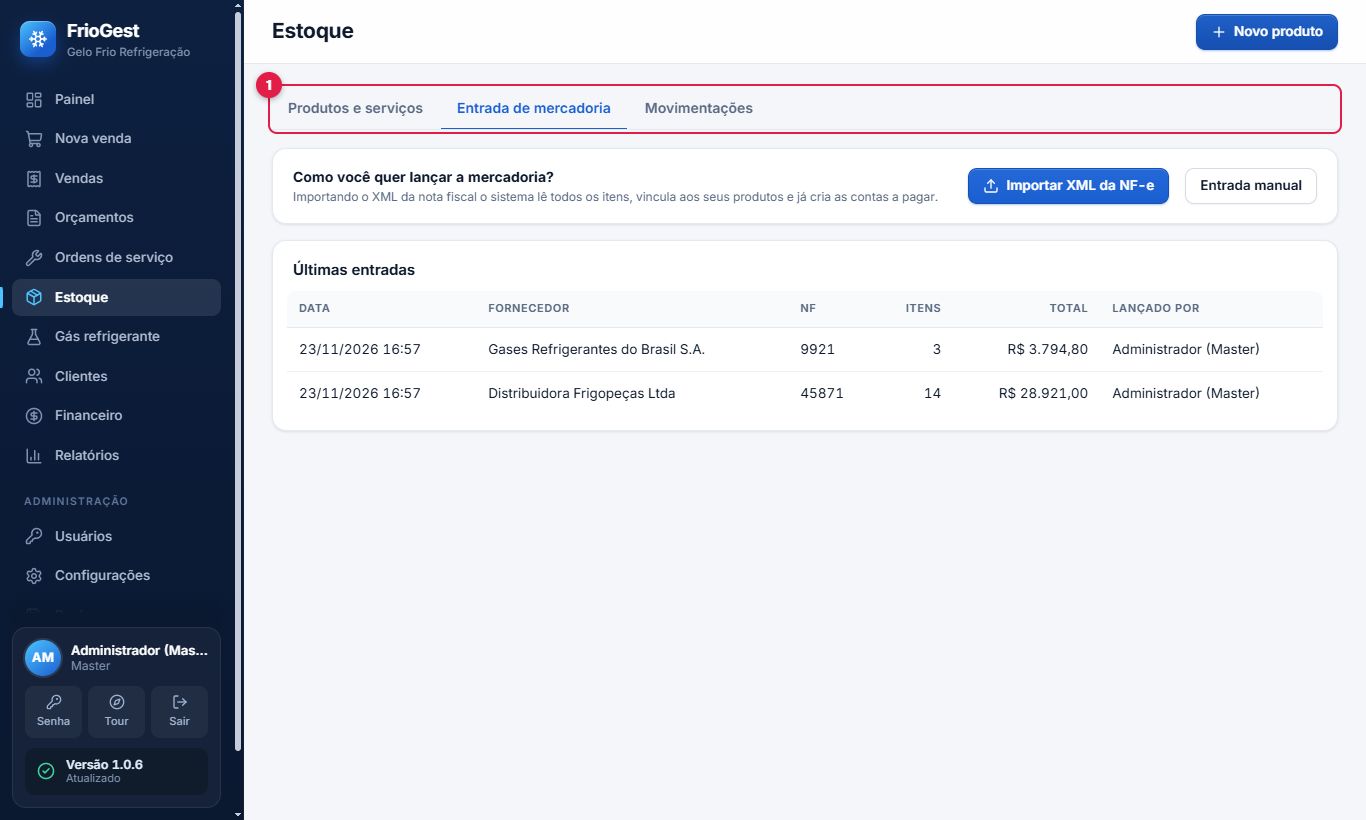 FrioGest
Gelo Frio Refrigeração
Painel
Nova venda
Vendas
Orçamentos
Ordens de serviço
Estoque
Gás refrigerante
Clientes
Financeiro
Relatórios
ADMINISTRAÇÃO
Usuários
Configurações
AM
Administrador (Mas...
Master
Senha Tour Sair
Versão 1.0.6
Atualizado
Estoque
Novo produto
1
Produtos e serviços Entrada de mercadoria Movimentações
Como você quer lançar a mercadoria?
Importando o XML da nota fiscal o sistema lê todos os itens, vincula aos seus produtos e já cria as contas a pagar.
Importar XML da NF-e
Entrada manual
Últimas entradas
DATA FORNECEDOR NF ITENS TOTAL LANÇADO POR
23/11/2026 16:57 Gases Refrigerantes do Brasil S.A. 9921 3 R$ 3.794,80 Administrador (Master)
23/11/2026 16:57 Distribuidora Frigopeças Ltda 45871 14 R$ 28.921,00 Administrador (Master)